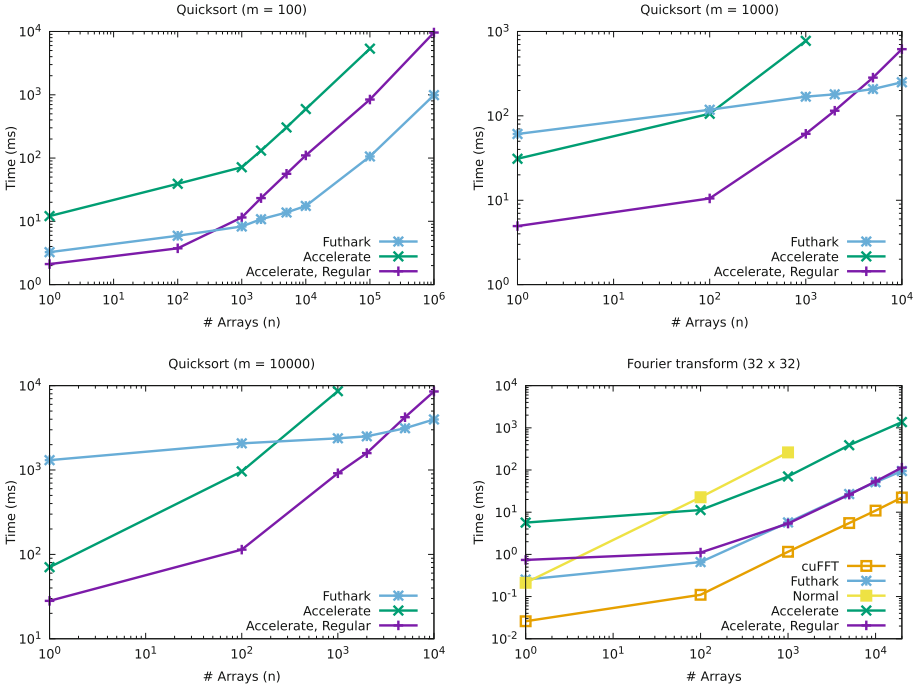 Quicksort (m = 100)
10^4
10^3
10^2
10^1
10^0
Time (ms)
Futhark
Accelerate
Accelerate, Regular
10^0 10^1 10^2 10^3 10^4 10^5 10^6
# Arrays (n)
Quicksort (m = 1000)
10^3
10^2
10^1
10^0
Time (ms)
Futhark
Accelerate
Accelerate, Regular
10^0 10^1 10^2 10^3 10^4
# Arrays (n)
Quicksort (m = 10000)
10^4
10^3
10^2
10^1
Time (ms)
Futhark
Accelerate
Accelerate, Regular
10^0 10^1 10^2 10^3 10^4
# Arrays (n)
Fourier transform (32 x 32)
10^4
10^3
10^2
10^1
10^0
10^-1
10^-2
Time (ms)
cuFFT
Futhark
Normal
Accelerate
Acelerate, Regular
10^0 10^1 10^2 10^3 10^4
# Arrays